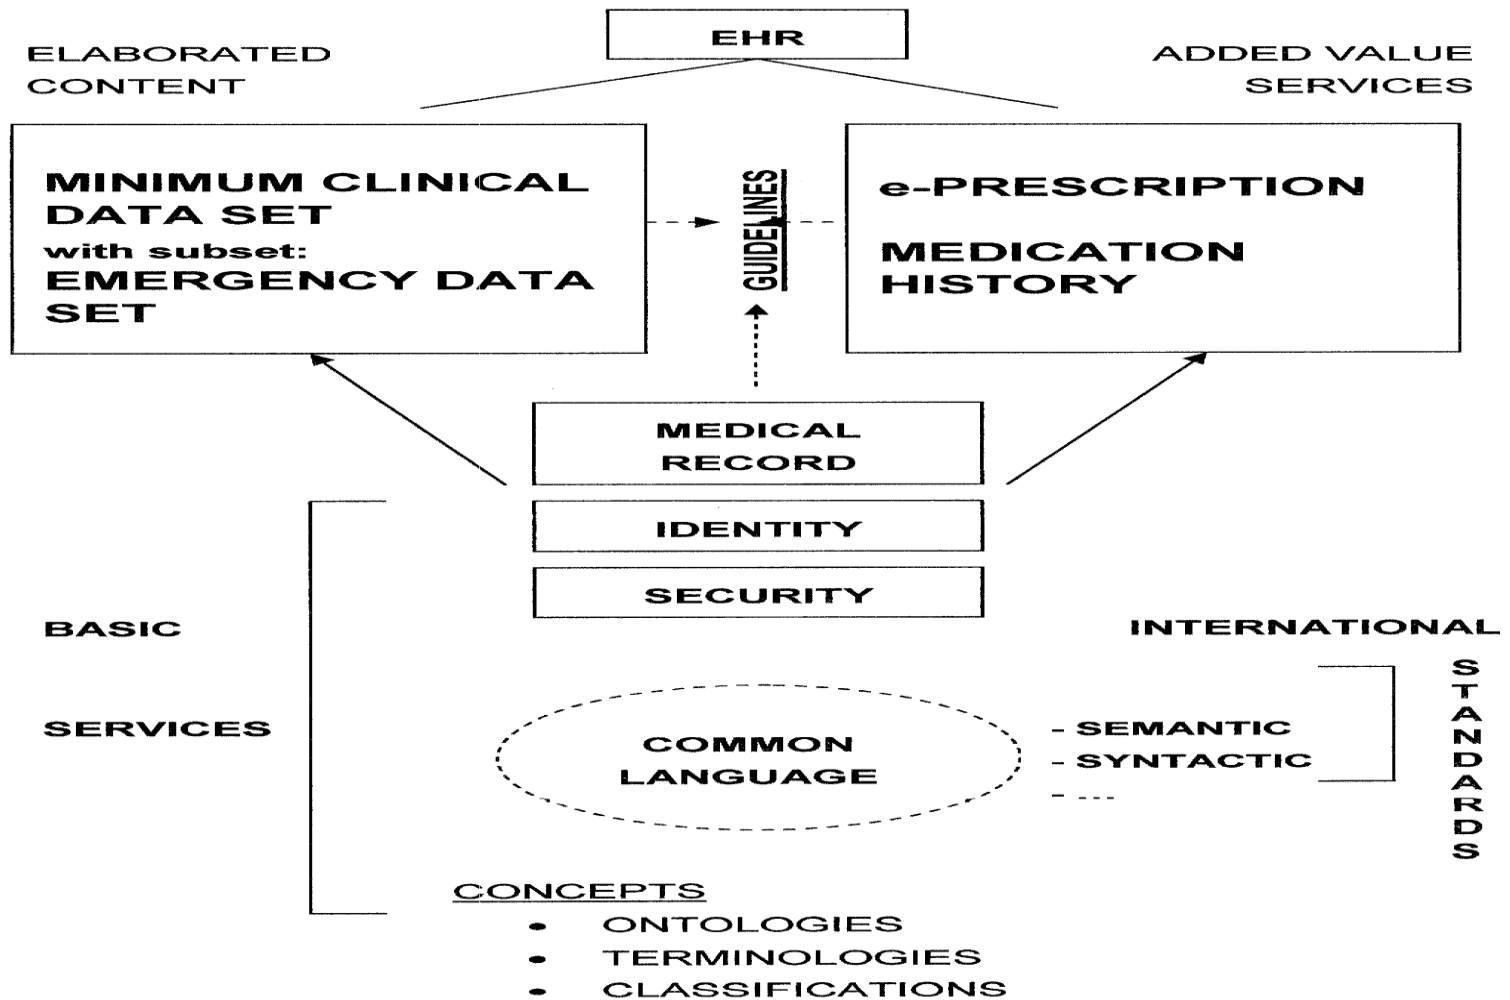 EHR
ELABORATED
CONTENT
ADDED VALUE
SERVICES
MINIMUM CLINICAL
DATA SET
with subset:
EMERGENCY DATA
SET
GUIDELINES
e-PRESCRIPTION
MEDICATION
HISTORY
MEDICAL
RECORD
IDENTITY
SECURITY
BASIC
SERVICES
INTERNATIONAL
STANDARDS
COMMON
LANGUAGE
- SEMANTIC
- SYNTACTIC
- ----
CONCEPTS
• ONTOLOGIES
• TERMINOLOGIES
• CLASSIFICATIONS